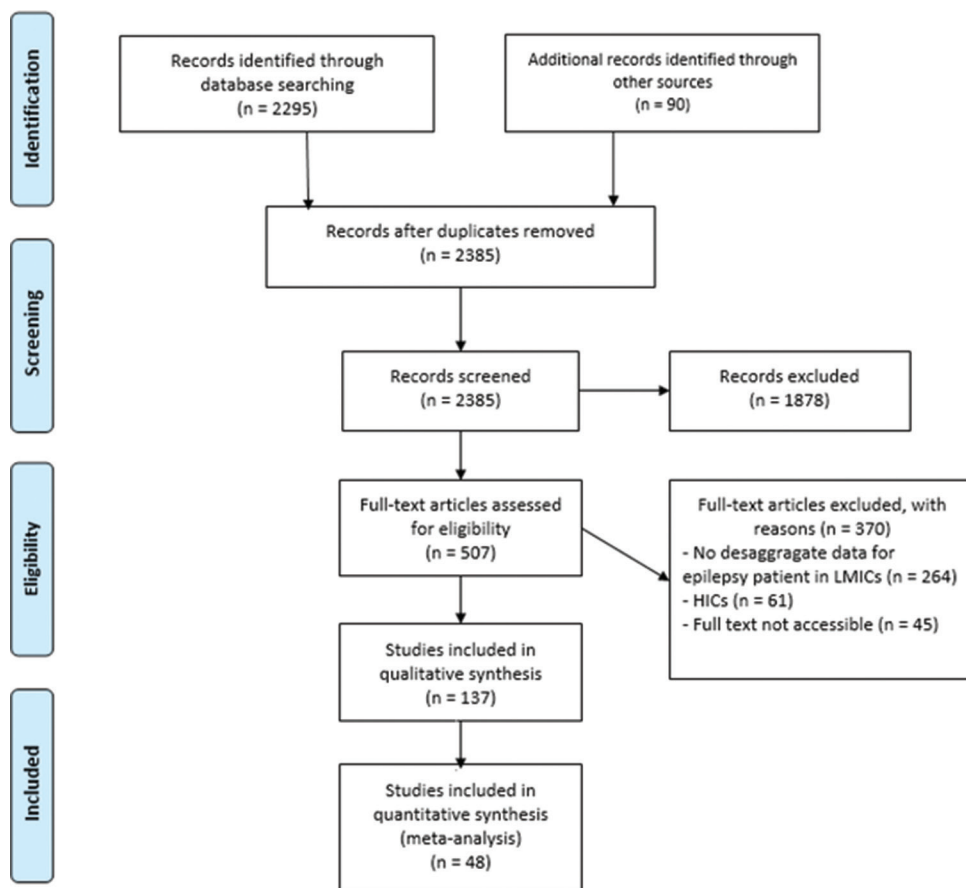 Identification
Records identified through
database searching
(n = 2295)
Additional records identified through
other sources
(n = 90)
Records after duplicates removed
(n = 2385)
Screening
Records screened
(n = 2385)
Records excluded
(n = 1878)
Eligibility
Full-text articles assessed
for eligibility
(n = 507)
Full-text articles excluded, with
reasons (n = 370)
- No desaggragate data for
epilepsy patient in LMICs (n = 264)
- HICs (n = 61)
- Full text not accessible (n = 45)
Studies included in
qualitative synthesis
(n = 137)
Included
Studies included in
quantitative synthesis
(meta-analysis)
(n = 48)